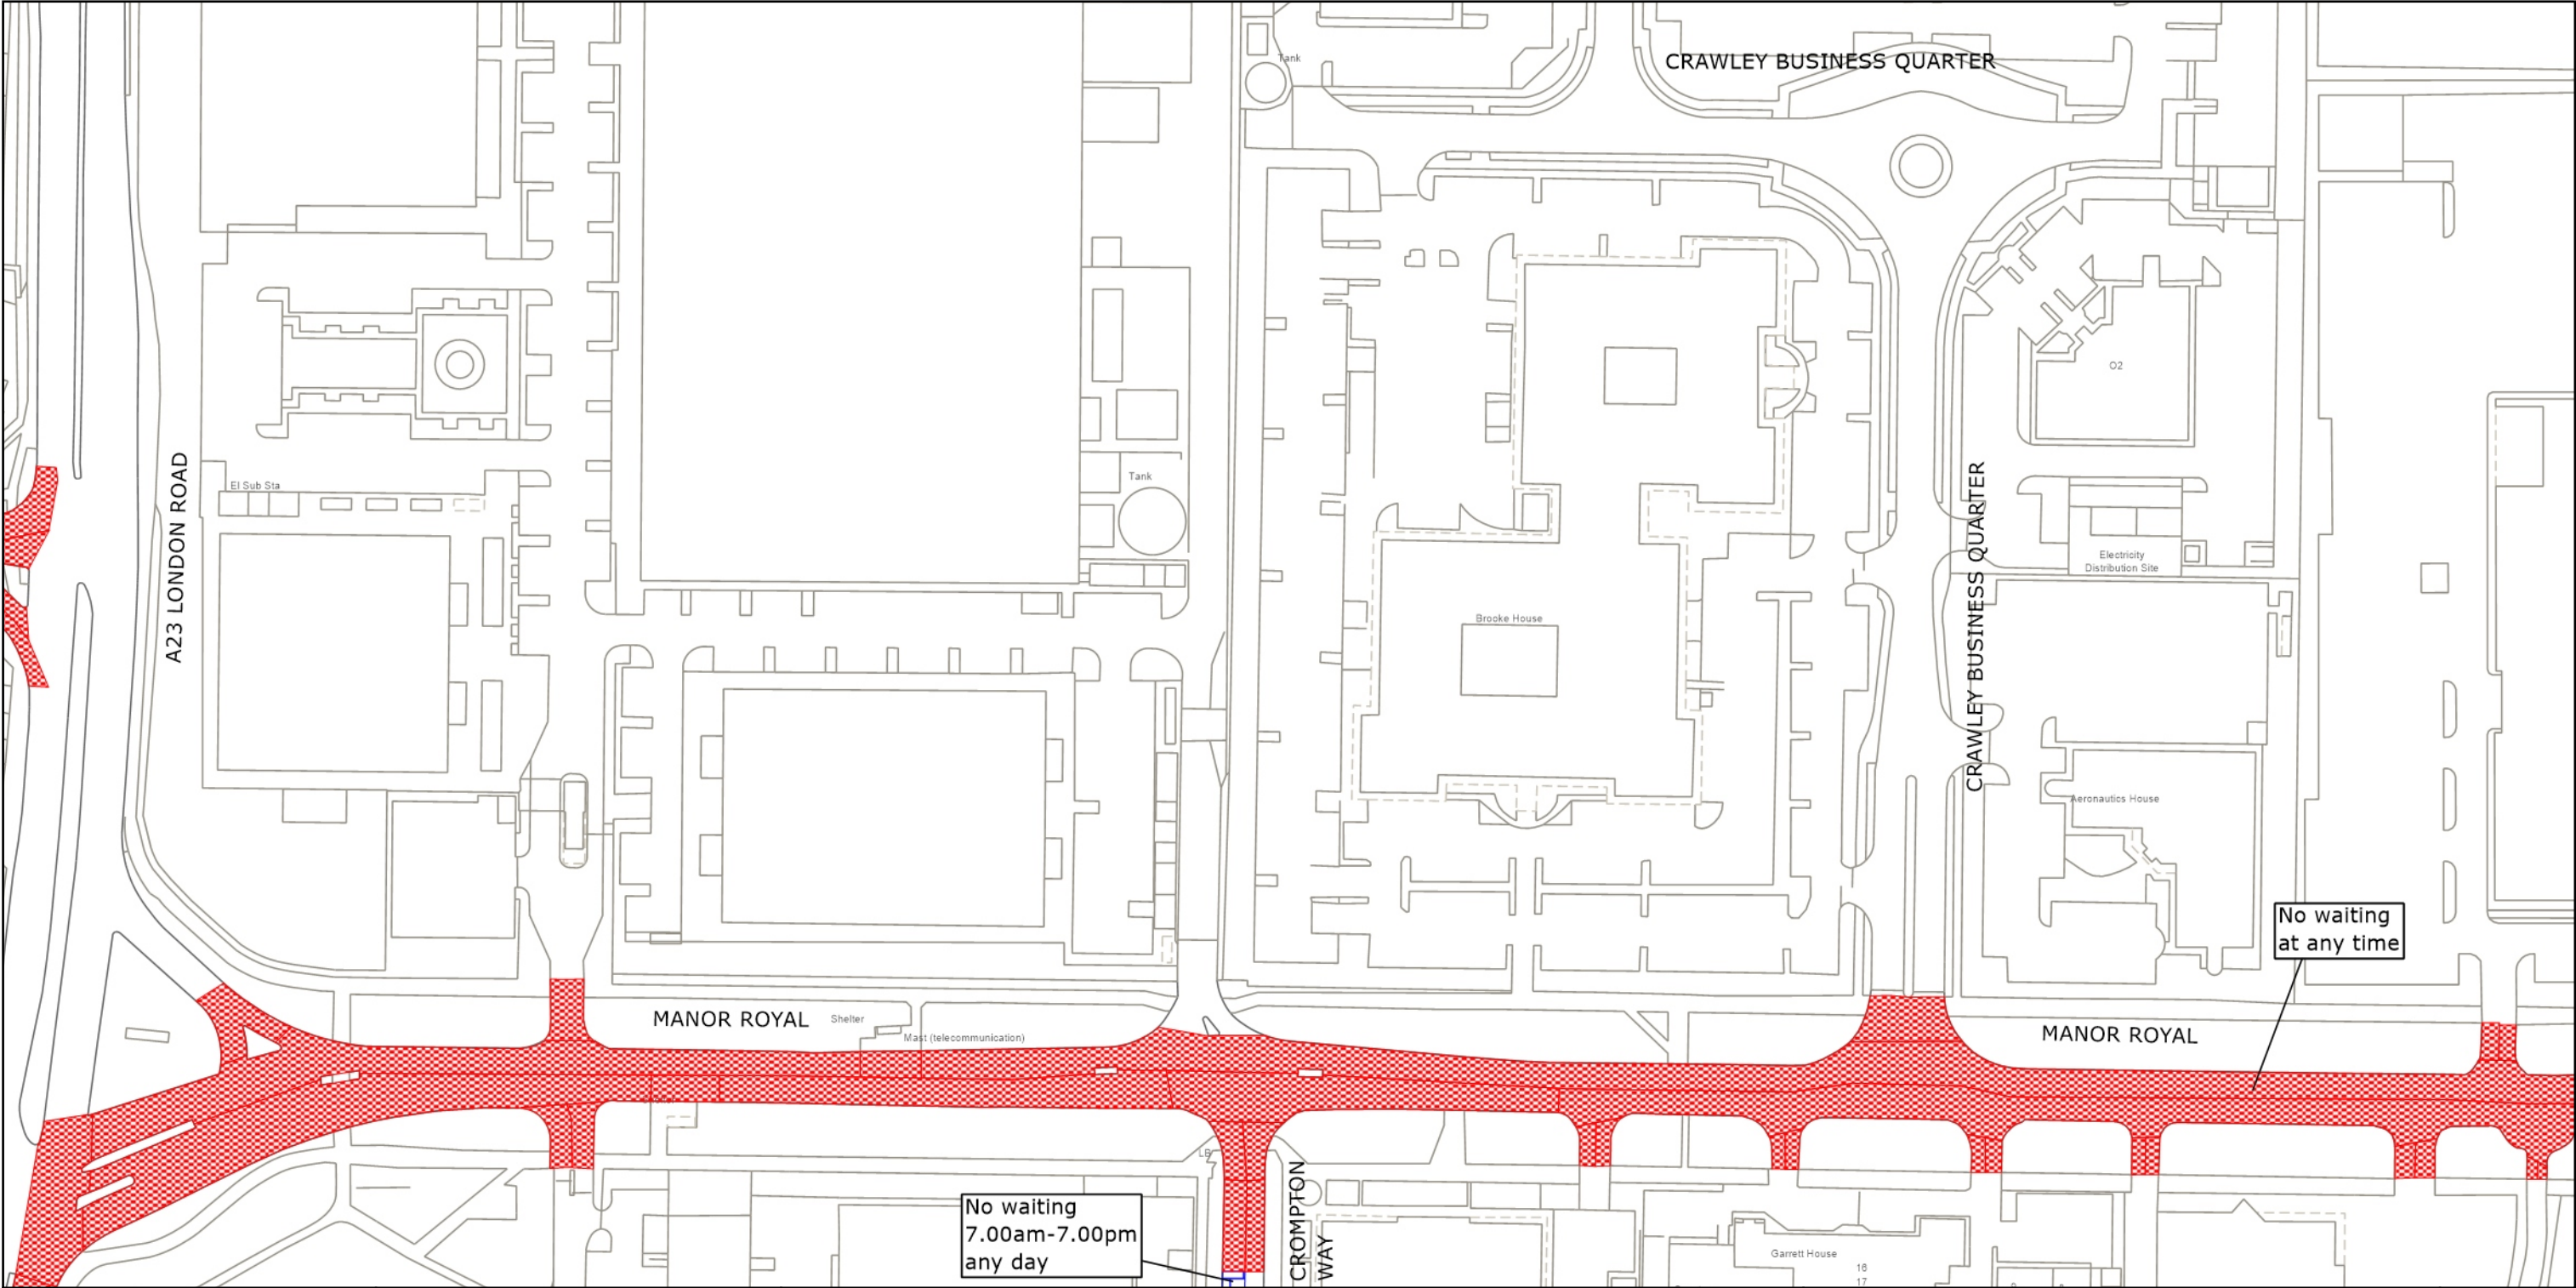 Tank
CRAWLEY BUSINESS QUARTER
O2
A23 LONDON ROAD
El Sub Sta
Tank
CRAWLEY BUSINESS QUARTER
Electricity
Distribution Site
Brooke House
Aeronautics House
No waiting
at any time
MANOR ROYAL
Shelter
Mast (telecommunication)
MANOR ROYAL
LB
CROMPTON
WAY
No waiting
7.00am-7.00pm
any day
Garrett House
16
17